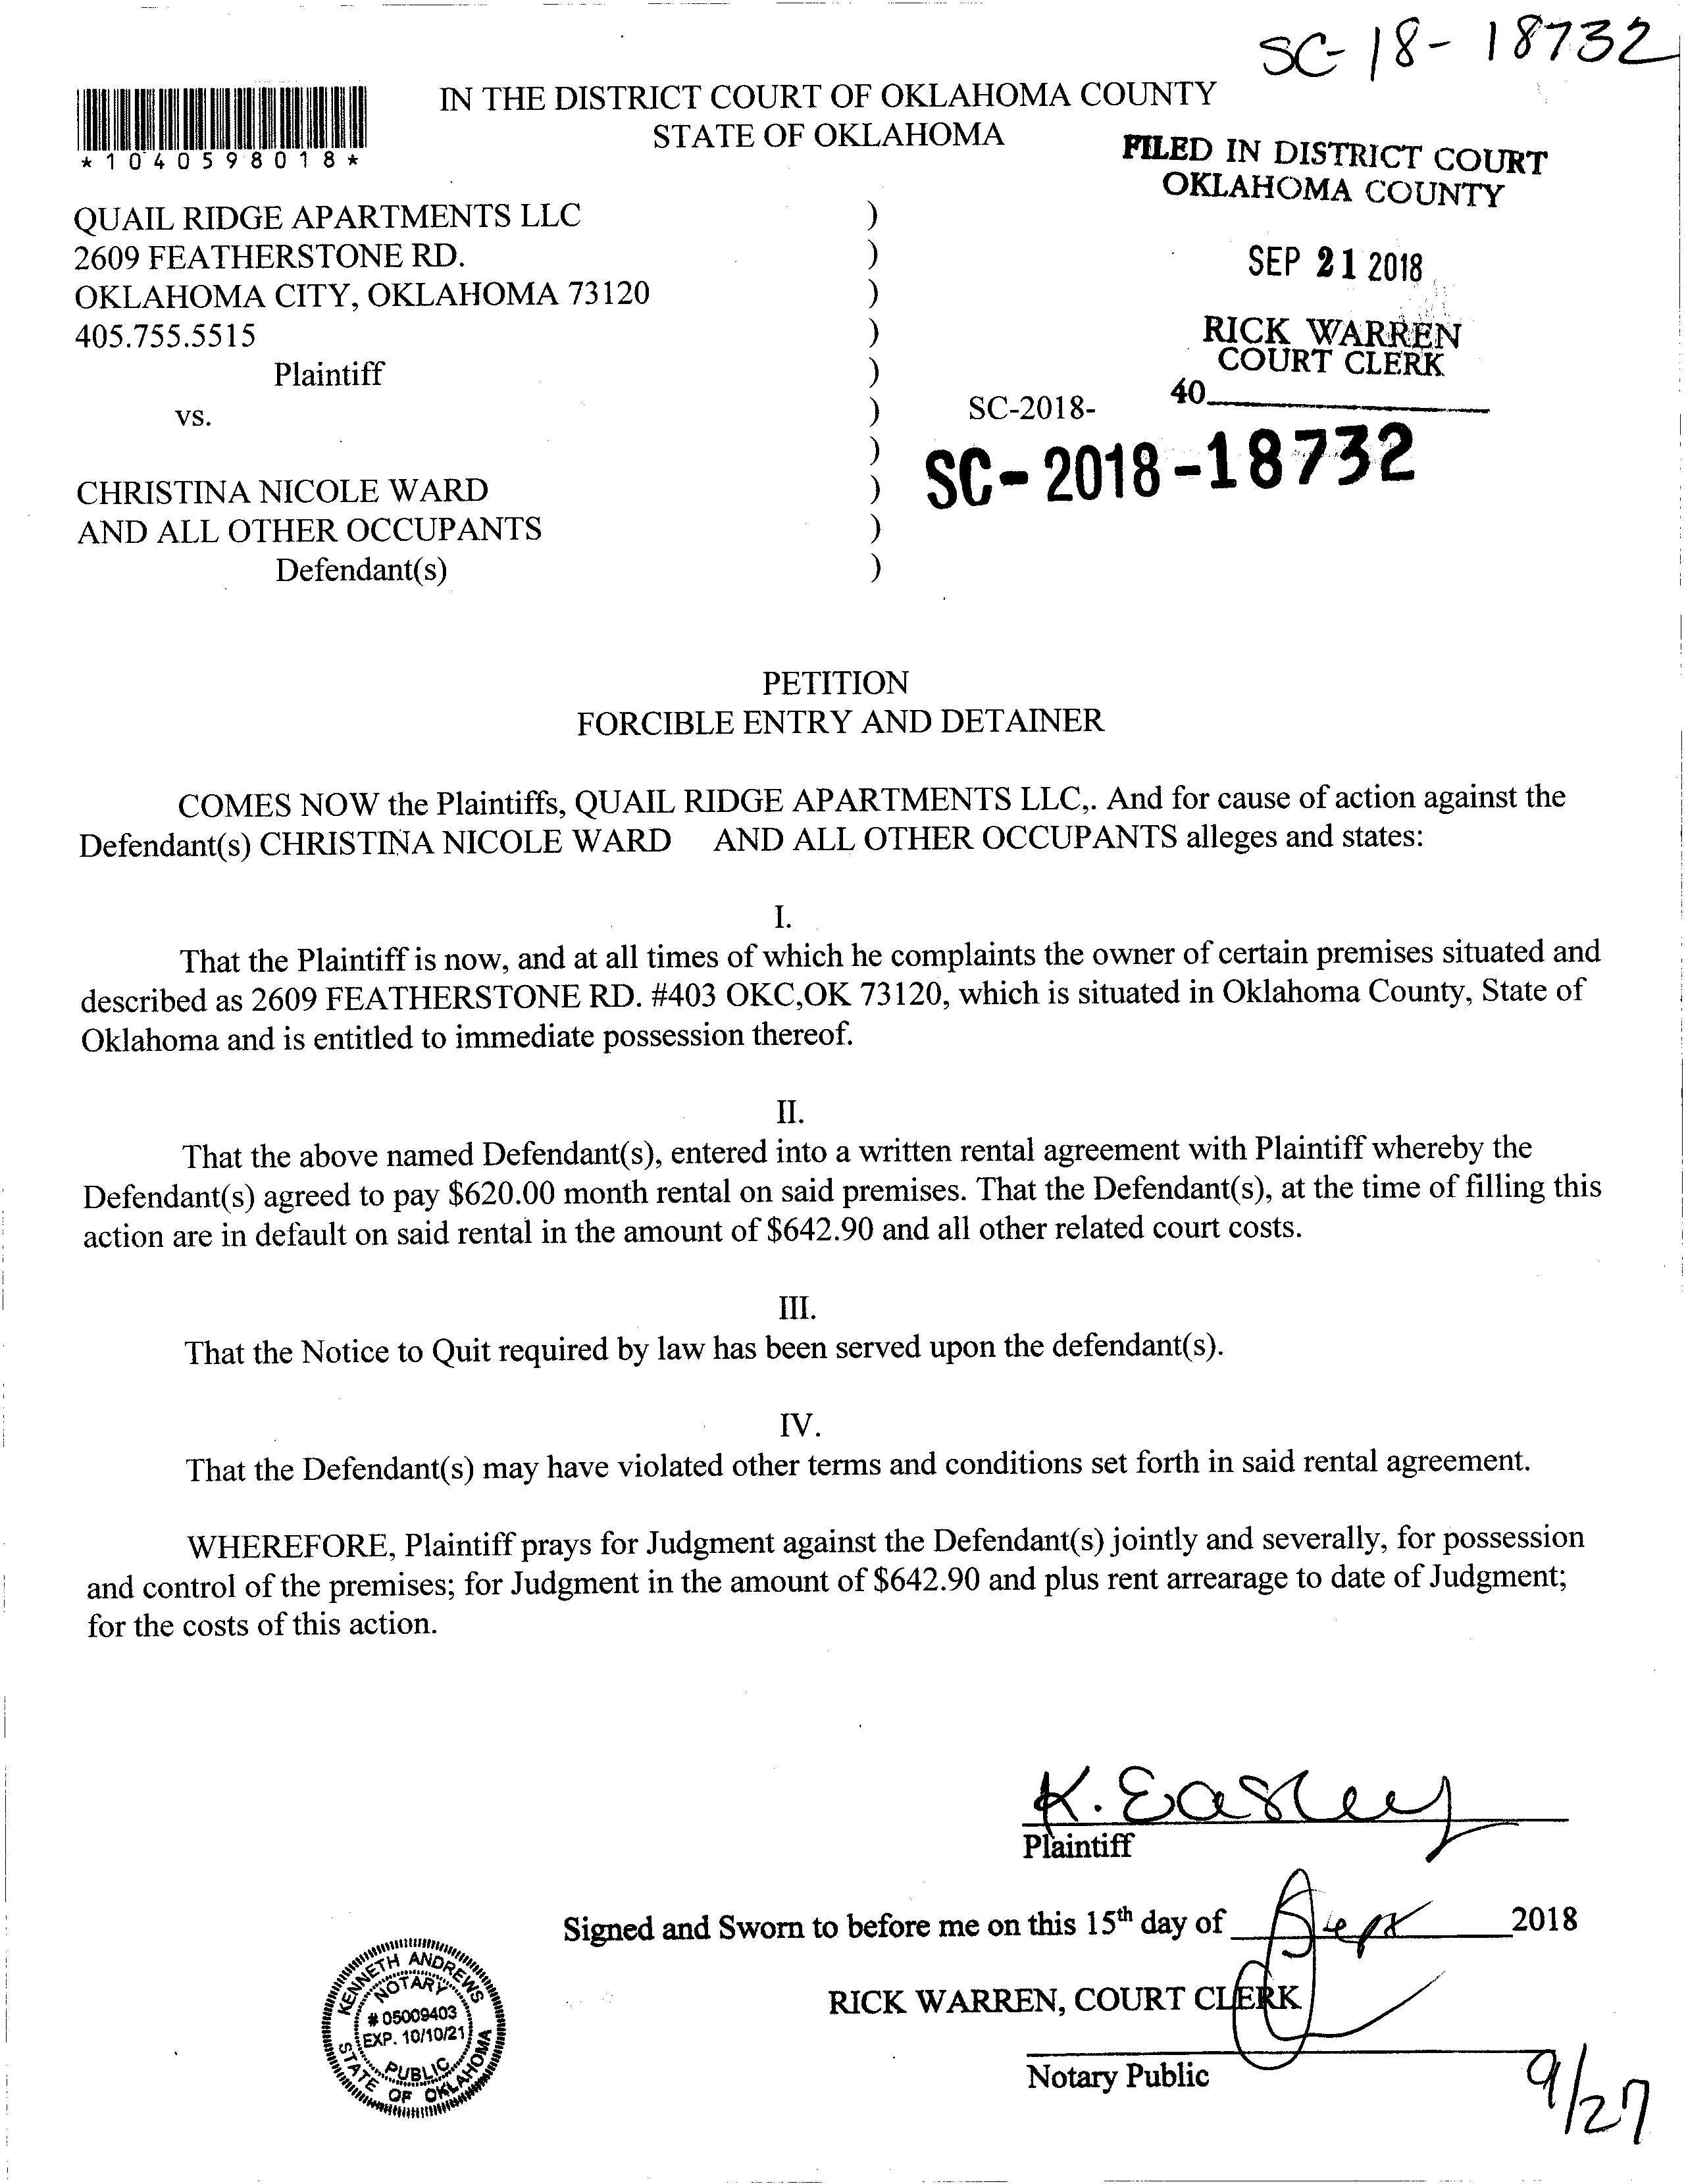 SC-18-18732
IN THE DISTRICT COURT OF OKLAHOMA COUNTY
STATE OF OKLAHOMA
*1040598018*
FILED IN DISTRICT COURT
OKLAHOMA COUNTY
QUAIL RIDGE APARTMENTS LLC )
2609 FEATHERSTONE RD. )
SEP 21 2018
OKLAHOMA CITY, OKLAHOMA 73120 )
405.755.5515 )
RICK WARREN
COURT CLERK
Plaintiff )
40
vs. ) SC-2018-
)
SC-2018-18732
CHRISTINA NICOLE WARD )
AND ALL OTHER OCCUPANTS )
Defendant(s) )
PETITION
FORCIBLE ENTRY AND DETAINER
COMES NOW the Plaintiffs, QUAIL RIDGE APARTMENTS LLC,. And for cause of action against the
Defendant(s) CHRISTINA NICOLE WARD AND ALL OTHER OCCUPANTS alleges and states:
I.
That the Plaintiff is now, and at all times of which he complaints the owner of certain premises situated and
described as 2609 FEATHERSTONE RD. #403 OKC,OK 73120, which is situated in Oklahoma County, State of
Oklahoma and is entitled to immediate possession thereof.
II.
That the above named Defendant(s), entered into a written rental agreement with Plaintiff whereby the
Defendant(s) agreed to pay $620.00 month rental on said premises. That the Defendant(s), at the time of filling this
action are in default on said rental in the amount of $642.90 and all other related court costs.
III.
That the Notice to Quit required by law has been served upon the defendant(s).
IV.
That the Defendant(s) may have violated other terms and conditions set forth in said rental agreement.
WHEREFORE, Plaintiff prays for Judgment against the Defendant(s) jointly and severally, for possession
and control of the premises; for Judgment in the amount of $642.90 and plus rent arrearage to date of Judgment;
for the costs of this action.
K. Easley
Plaintiff
Signed and Sworn to before me on this 15th day of Sept 2018
RICK WARREN, COURT CLERK
Notary Public
KENNETH ANDREWS
NOTARY
# 05009403
EXP. 10/10/21
PUBLIC
STATE OF OKLAHOMA
9/27